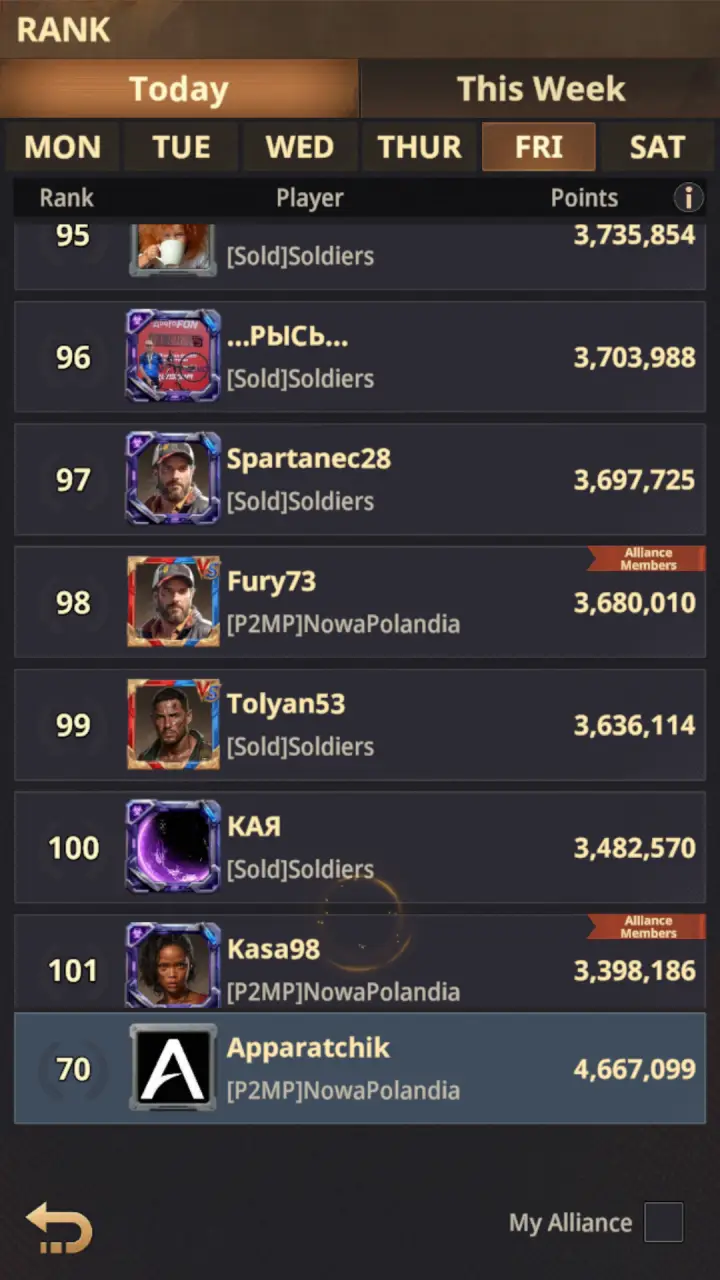 RANK
Today
This Week
MON
TUE
WED
THUR
FRI
SAT
Rank
Player
Points
i
95
[Sold]Soldiers
3,735,854
96
...РЫСЬ...
[Sold]Soldiers
3,703,988
97
Spartanec28
[Sold]Soldiers
3,697,725
98
Fury73
[P2MP]NowaPolandia
Alliance
Members
3,680,010
VS
99
Tolyan53
[Sold]Soldiers
3,636,114
VS
100
КАЯ
[Sold]Soldiers
3,482,570
101
Kasa98
[P2MP]NowaPolandia
Alliance
Members
3,398,186
70
A
Apparatchik
[P2MP]NowaPolandia
4,667,099
My Alliance